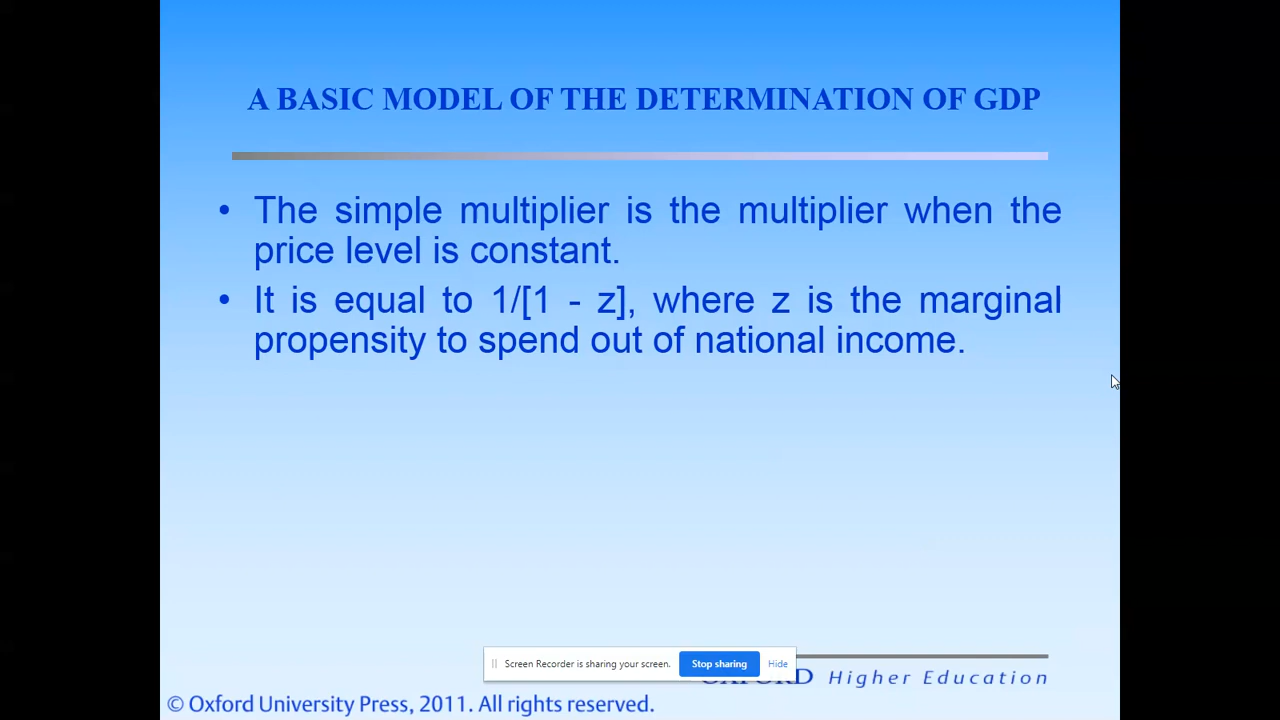 A BASIC MODEL OF THE DETERMINATION OF GDP
• The simple multiplier is the multiplier when the
price level is constant.
• It is equal to 1/[1 - z], where z is the marginal
propensity to spend out of national income.
Screen Recorder is sharing your screen. Stop sharing Hide
OXFORD Higher Education
© Oxford University Press, 2011. All rights reserved.